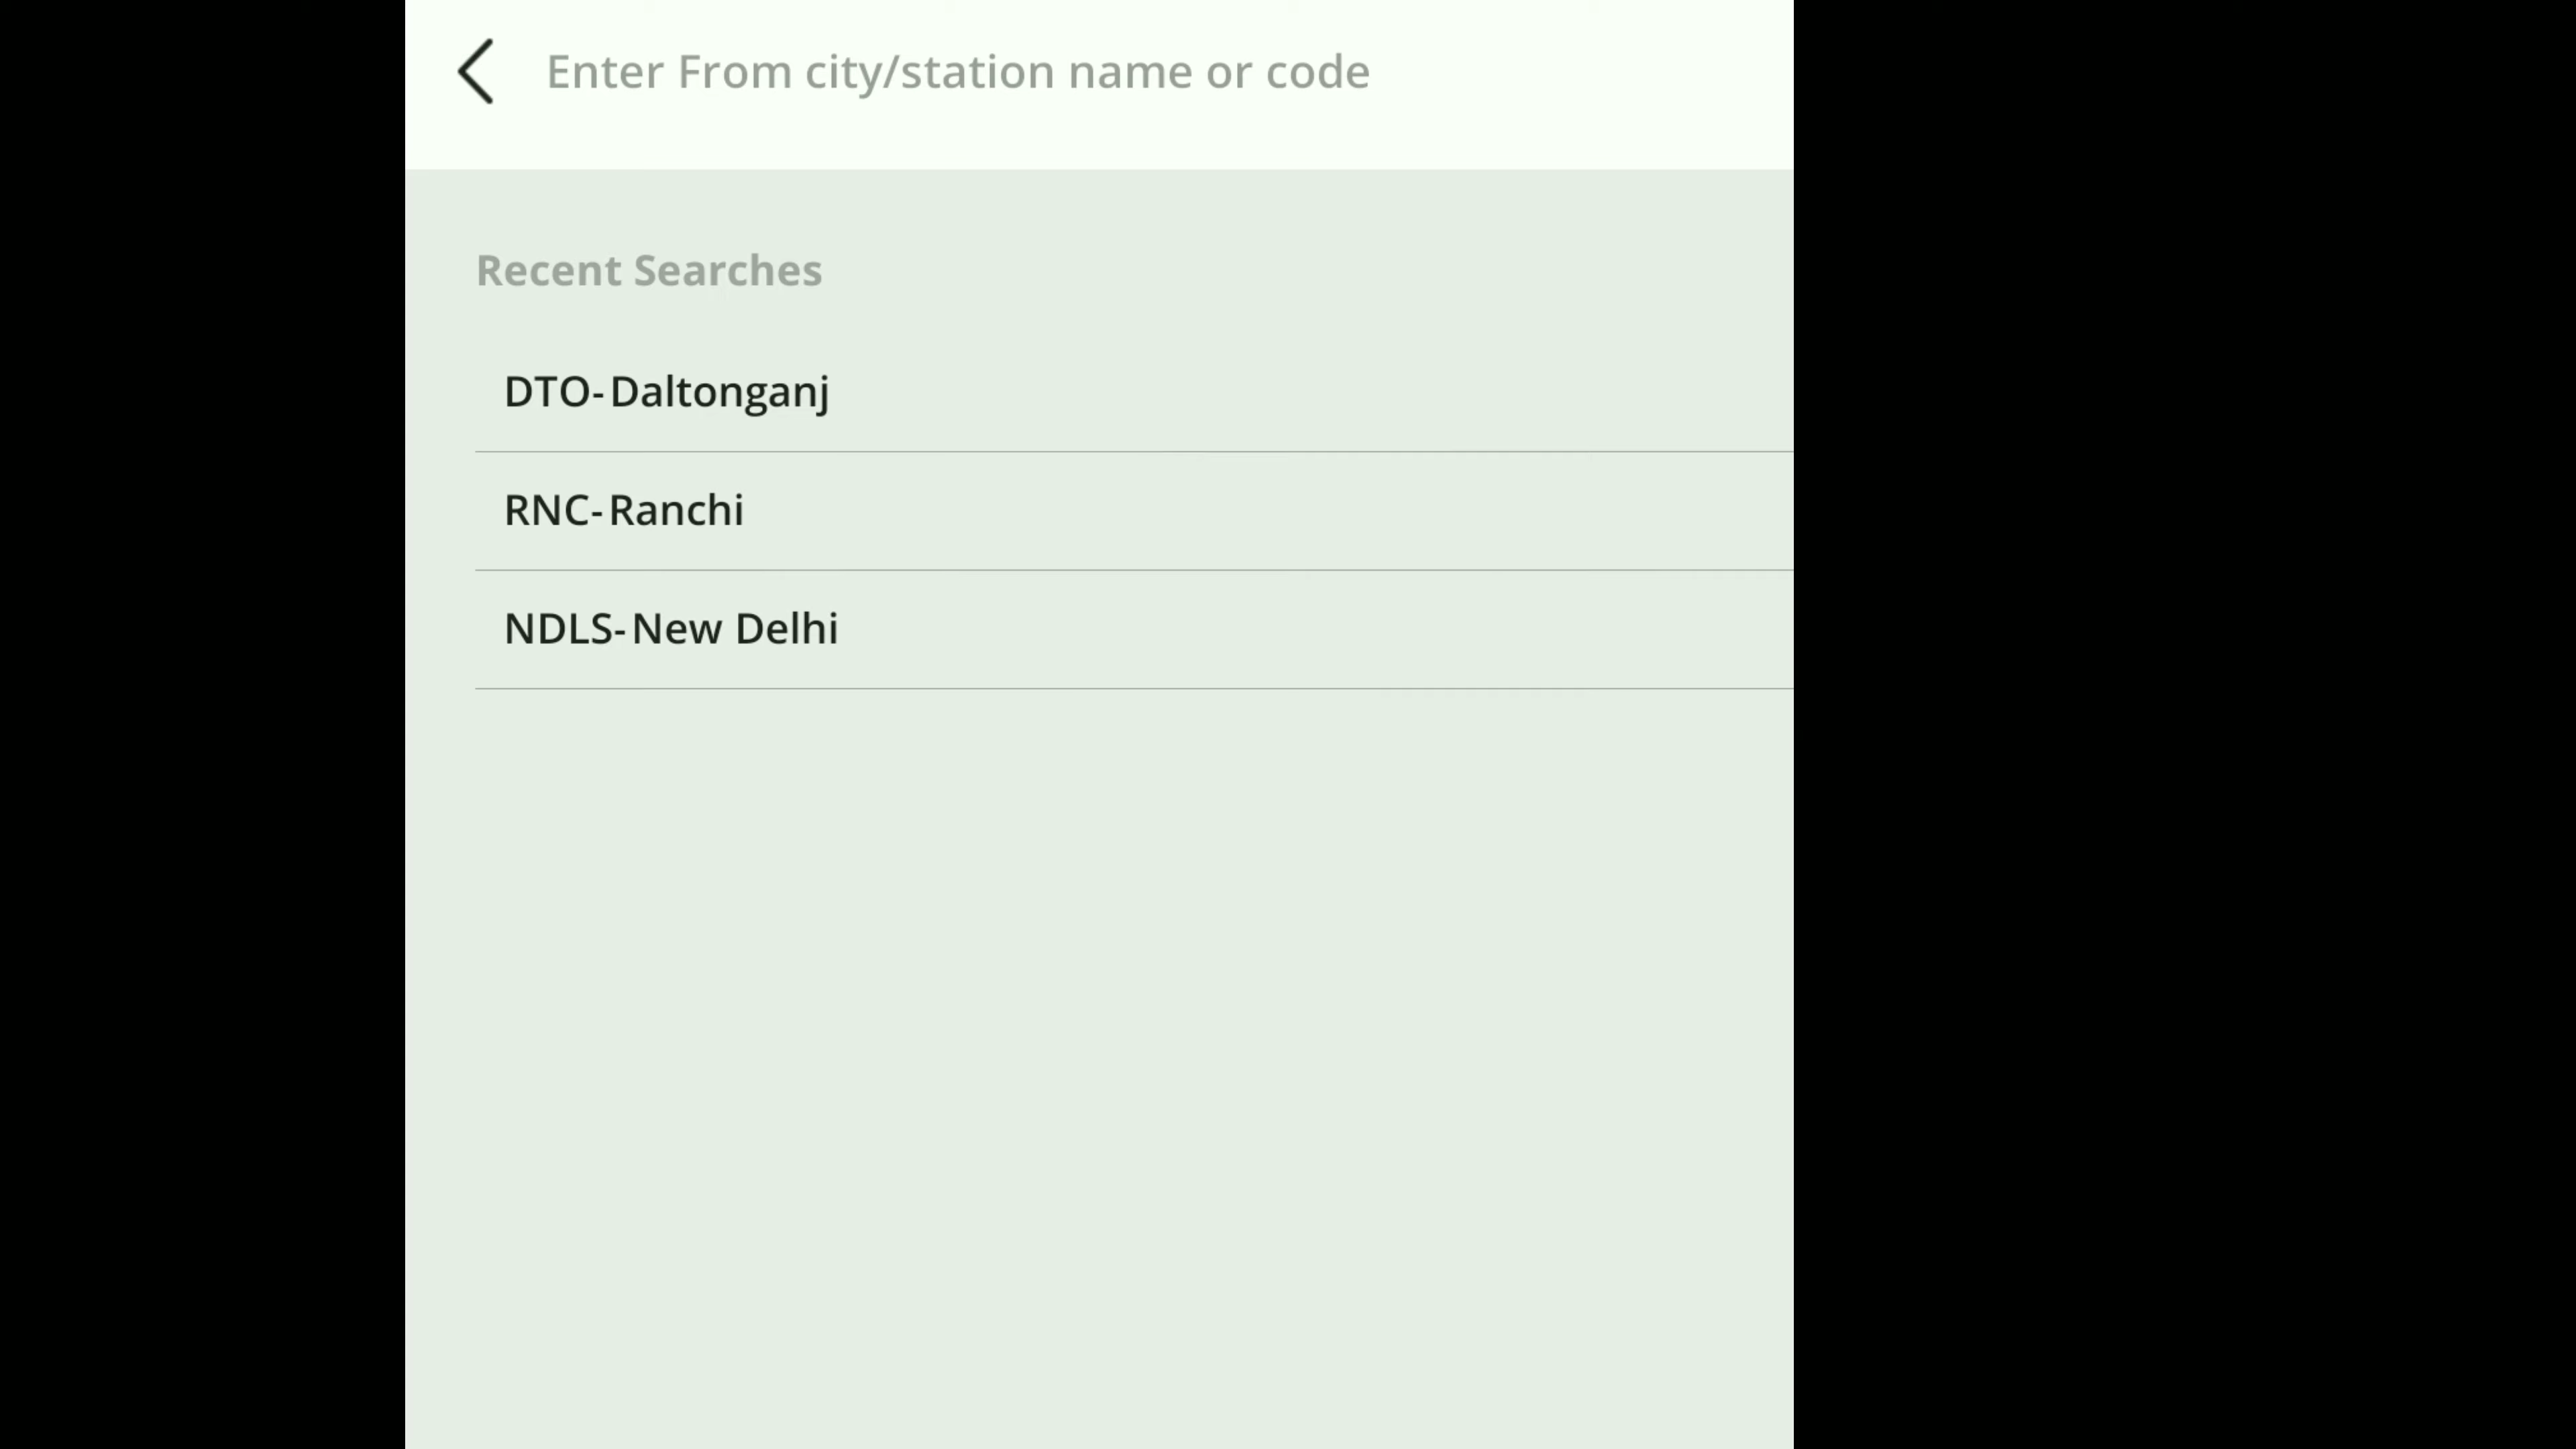 Enter From city/station name or code
Recent Searches
DTO- Daltonganj
RNC- Ranchi
NDLS- New Delhi